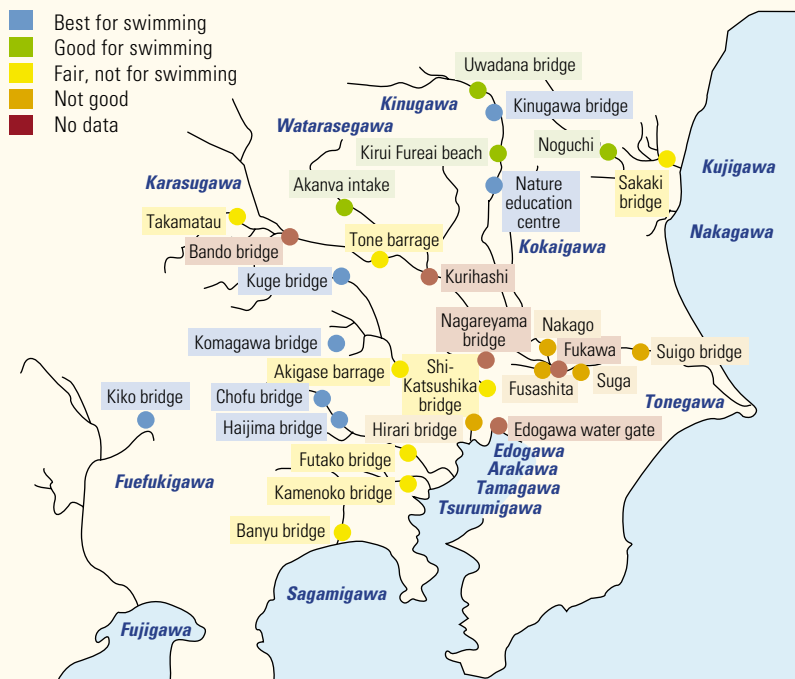 Best for swimming
Good for swimming
Fair, not for swimming
Not good
No data
Uwadana bridge
Kinugawa
Kinugawa bridge
Watarasegawa
Kirui Fureai beach
Noguchi
Kujigawa
Karasugawa
Akanva intake
Nature
education
centre
Sakaki
bridge
Takamatau
Nakagawa
Bando bridge
Tone barrage
Kokaigawa
Kuge bridge
Kurihashi
Nagareyama
bridge
Nakago
Komagawa bridge
Fukawa
Suigo bridge
Akigase barrage
Shi-
Katsushika
bridge
Fusashita
Suga
Kiko bridge
Chofu bridge
Tonegawa
Haijima bridge
Hirari bridge
Edogawa water gate
Futako bridge
Edogawa
Arakawa
Tamagawa
Tsurumigawa
Fuefukigawa
Kamenoko bridge
Banyu bridge
Sagamigawa
Fujigawa